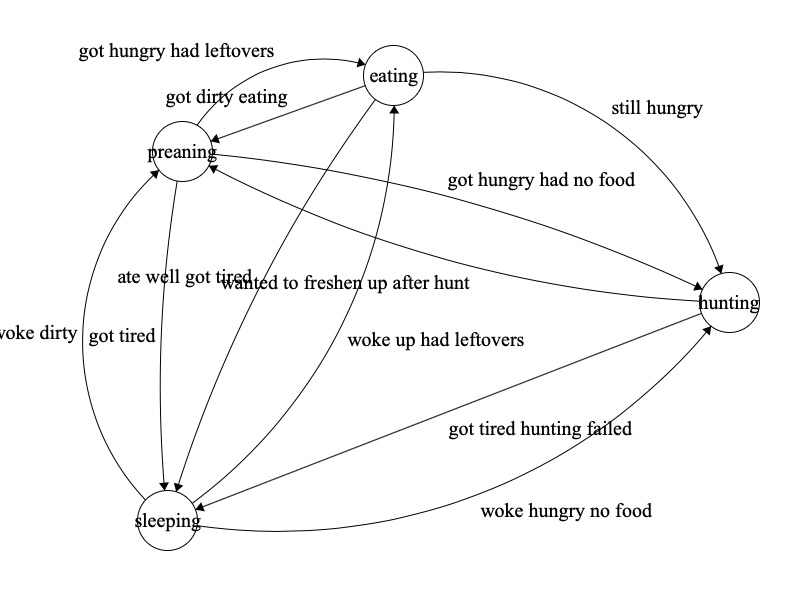 got hungry had leftovers
eating
got dirty eating
still hungry
preaning
got hungry had no food
ate well got tired
wanted to freshen up after hunt
hunting
woke dirty
got tired
woke up had leftovers
got tired hunting failed
woke hungry no food
sleeping